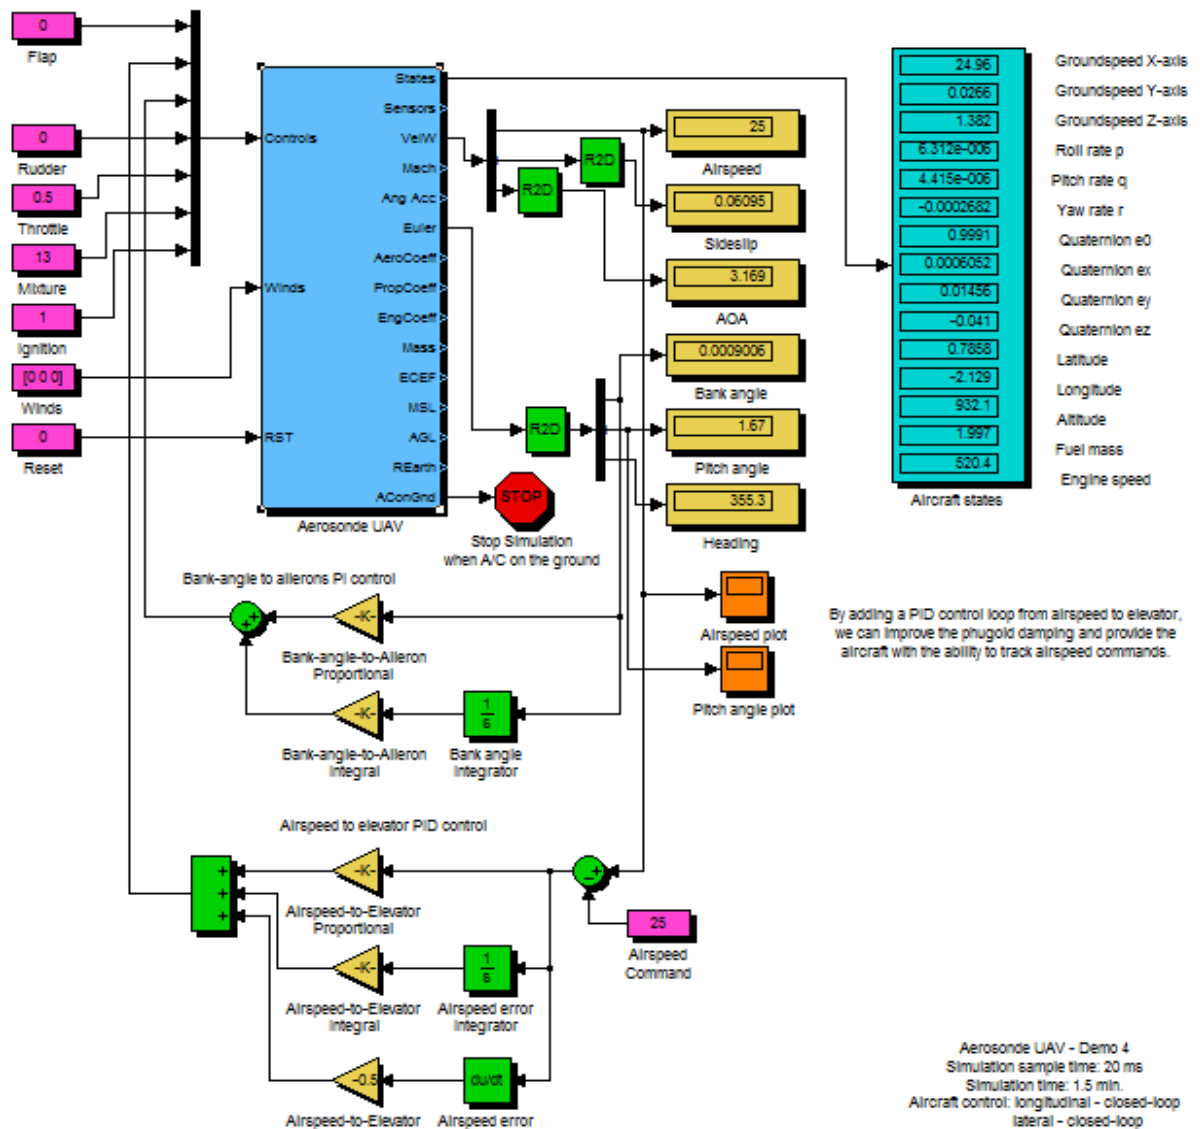 0
Flap
0
Rudder
0.5
Throttle
13
Mixture
1
Ignition
[0 0 0]
Winds
0
Reset
Controls
Winds
RST
States
Sensors
VelW
Mach
Ang Acc
Euler
AeroCoeff
PropCoeff
EngCoeff
Mass
ECEF
MSL
AGL
REarth
AConGnd
Aerosonde UAV
R2D
R2D
R2D
STOP
Stop Simulation
when A/C on the ground
25
Airspeed
0.06095
Sideslip
3.169
AOA
0.0009006
Bank angle
1.67
Pitch angle
355.3
Heading
24.96
0.0266
1.382
6.312e-006
4.415e-006
-0.0002682
0.9991
0.0006052
0.01456
-0.041
0.7858
-2.129
932.1
1.997
520.4
Aircraft states
Groundspeed X-axis
Groundspeed Y-axis
Groundspeed Z-axis
Roll rate p
Pitch rate q
Yaw rate r
Quaternion e0
Quaternion ex
Quaternion ey
Quaternion ez
Latitude
Longitude
Altitude
Fuel mass
Engine speed
Airspeed plot
Pitch angle plot
By adding a PID control loop from airspeed to elevator,
we can improve the phugoid damping and provide the
aircraft with the ability to track airspeed commands.
Bank-angle to ailerons PI control
+
+
-K-
Bank-angle-to-Aileron
Proportional
-K-
Bank-angle-to-Aileron
Integral
1
s
Bank angle
Integrator
Airspeed to elevator PID control
+
+
+
-K-
Airspeed-to-Elevator
Proportional
-K-
Airspeed-to-Elevator
Integral
1
s
Airspeed error
Integrator
-0.5
Airspeed-to-Elevator
du/dt
Airspeed error
-+
25
Airspeed
Command
Aerosonde UAV - Demo 4
Simulation sample time: 20 ms
Simulation time: 1.5 min.
Aircraft control: longitudinal - closed-loop
lateral - closed-loop